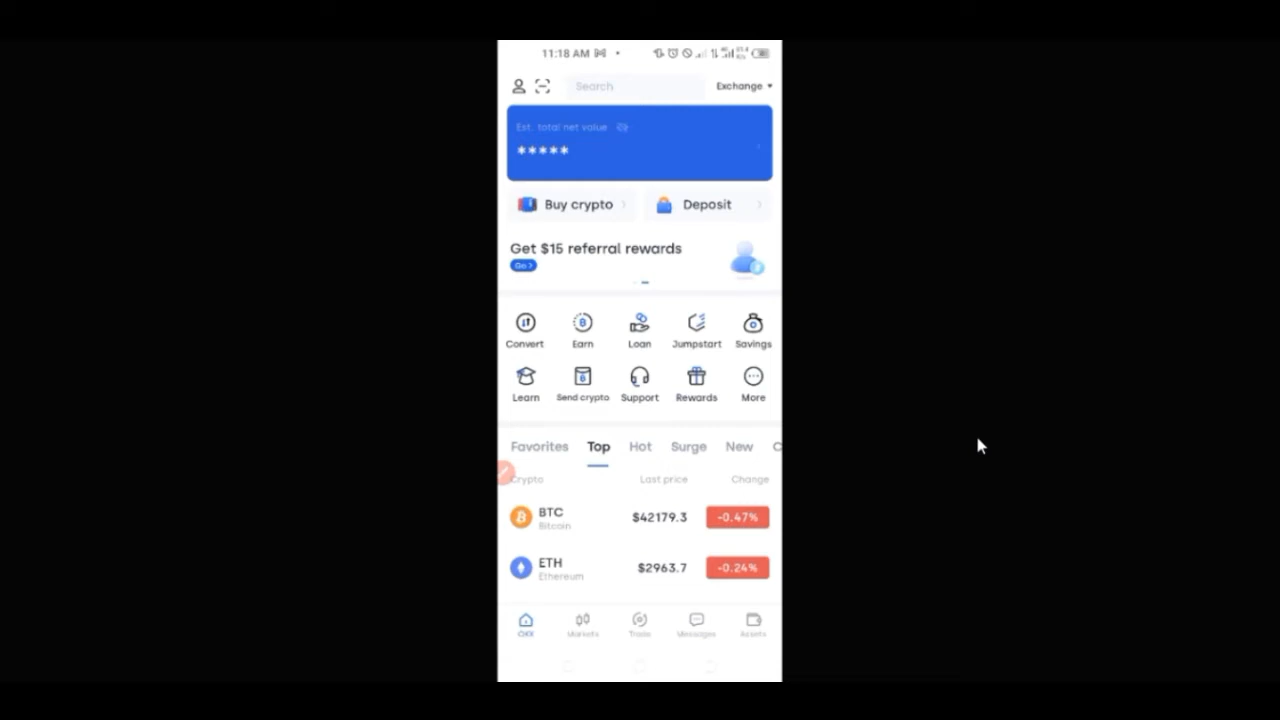 11:18 AM
Search
Exchange
Est. total net value
*****
Buy crypto
Deposit
Get $15 referral rewards
Go >
Convert Earn Loan Jumpstart Savings
Learn Send crypto Support Rewards More
Favorites Top Hot Surge New
Crypto Last price Change
BTC
Bitcoin
$42179.3 -0.47%
ETH
Ethereum
$2963.7 -0.24%
OKX Markets Trade Messages Assets